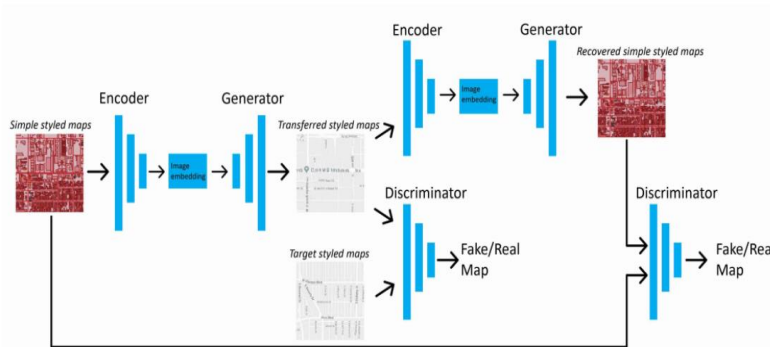 Encoder
Generator
Recovered simple styled maps
Image
embedding
Encoder
Generator
Simple styled maps
Transferred styled maps
Image
embedding
Discriminator
Discriminator
Target styled maps
Fake/Real
Map
Fake/Real
Map